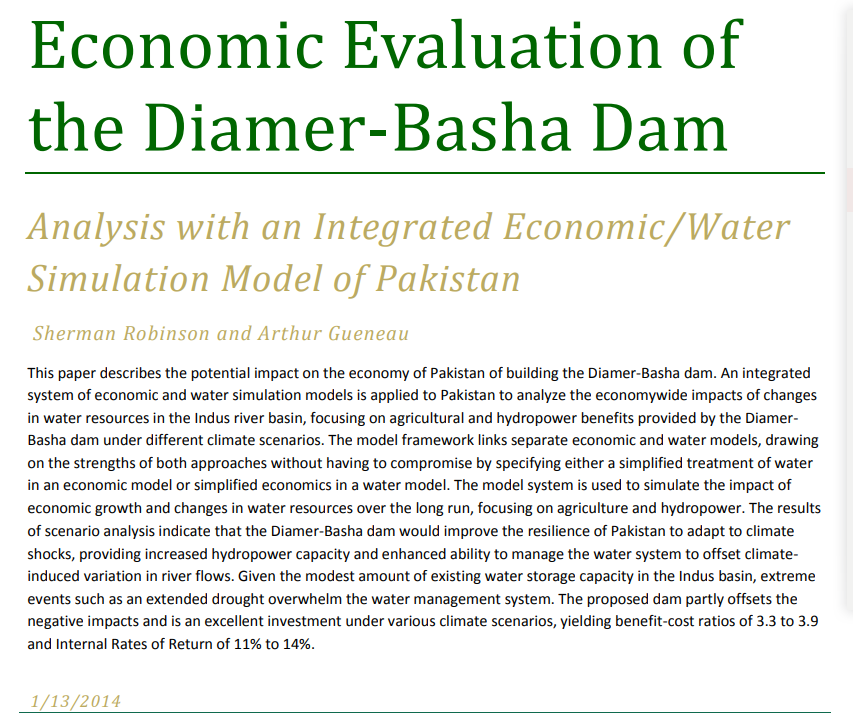 Economic Evaluation of
the Diamer-Basha Dam
Analysis with an Integrated Economic/Water
Simulation Model of Pakistan
Sherman Robinson and Arthur Gueneau
This paper describes the potential impact on the economy of Pakistan of building the Diamer-Basha dam. An integrated
system of economic and water simulation models is applied to Pakistan to analyze the economywide impacts of changes
in water resources in the Indus river basin, focusing on agricultural and hydropower benefits provided by the Diamer-
Basha dam under different climate scenarios. The model framework links separate economic and water models, drawing
on the strengths of both approaches without having to compromise by specifying either a simplified treatment of water
in an economic model or simplified economics in a water model. The model system is used to simulate the impact of
economic growth and changes in water resources over the long run, focusing on agriculture and hydropower. The results
of scenario analysis indicate that the Diamer-Basha dam would improve the resilience of Pakistan to adapt to climate
shocks, providing increased hydropower capacity and enhanced ability to manage the water system to offset climate-
induced variation in river flows. Given the modest amount of existing water storage capacity in the Indus basin, extreme
events such as an extended drought overwhelm the water management system. The proposed dam partly offsets the
negative impacts and is an excellent investment under various climate scenarios, yielding benefit-cost ratios of 3.3 to 3.9
and Internal Rates of Return of 11% to 14%.
1/13/2014